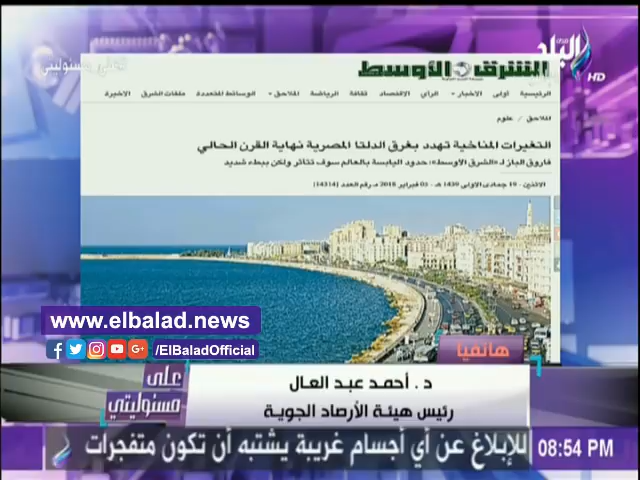 صدى البلد
HD
على مسئوليتي
الشرق الأوسط
الرئيسية أولى الأخبار الرأي الاقتصاد ثقافة الرياضة الملاحق الوسائط المتعددة ملفات الشرق الأخيرة
الملاحق / علوم
التغيرات المناخية تهدد بغرق الدلتا المصرية نهاية القرن الحالي
فاروق الباز لـ «الشرق الأوسط»: حدود اليابسة بالعالم سوف تتأثر ولكن ببطء شديد
الاثنين - 19 جمادى الأولى 1439 هـ - 05 فبراير 2018 مـ رقم العدد [14314]
www.elbalad.news
/ElBaladOfficial
هاتفيا
على مسئوليتي
د . أحمد عبد العال
رئيس هيئة الأرصاد الجوية
للإبلاغ عن أي أجسام غريبة يشتبه أن تكون متفجرات
08:54 PM